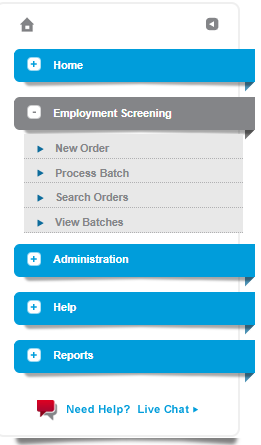 Home
Employment Screening
New Order
Process Batch
Search Orders
View Batches
Administration
Help
Reports
Need Help? Live Chat